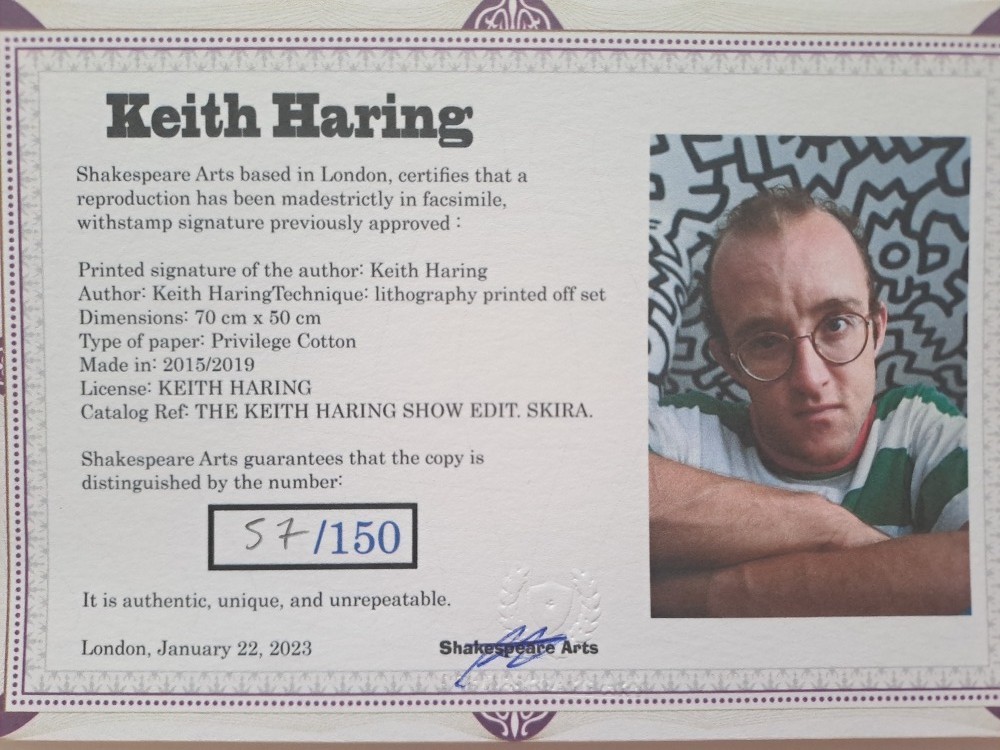 Keith Haring
Shakespeare Arts based in London, certifies that a
reproduction has been madestrictly in facsimile,
withstamp signature previously approved :
Printed signature of the author: Keith Haring
Author: Keith HaringTechnique: lithography printed off set
Dimensions: 70 cm x 50 cm
Type of paper: Privilege Cotton
Made in: 2015/2019
License: KEITH HARING
Catalog Ref: THE KEITH HARING SHOW EDIT. SKIRA.
Shakespeare Arts guarantees that the copy is
distinguished by the number:
57/150
It is authentic, unique, and unrepeatable.
London, January 22, 2023
Shakespeare Arts